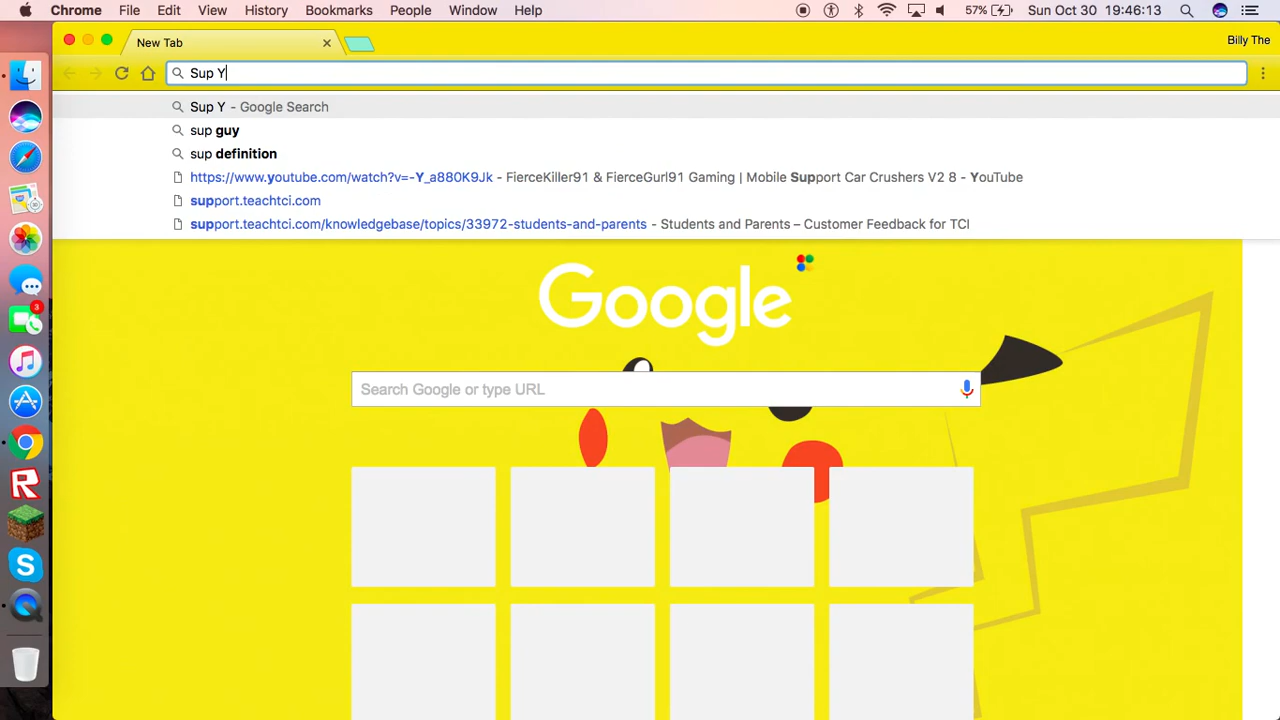 Chrome File Edit View History Bookmarks People Window Help 57% Sun Oct 30 19:46:13
New Tab
Billy The
Sup Y
Sup Y - Google Search
sup guy
sup definition
https://www.youtube.com/watch?v=-Y_a880K9Jk - FierceKiller91 & FierceGurl91 Gaming | Mobile Support Car Crushers V2 8 - YouTube
support.teachtci.com
support.teachtci.com/knowledgebase/topics/33972-students-and-parents - Students and Parents – Customer Feedback for TCI
Google
Search Google or type URL
3